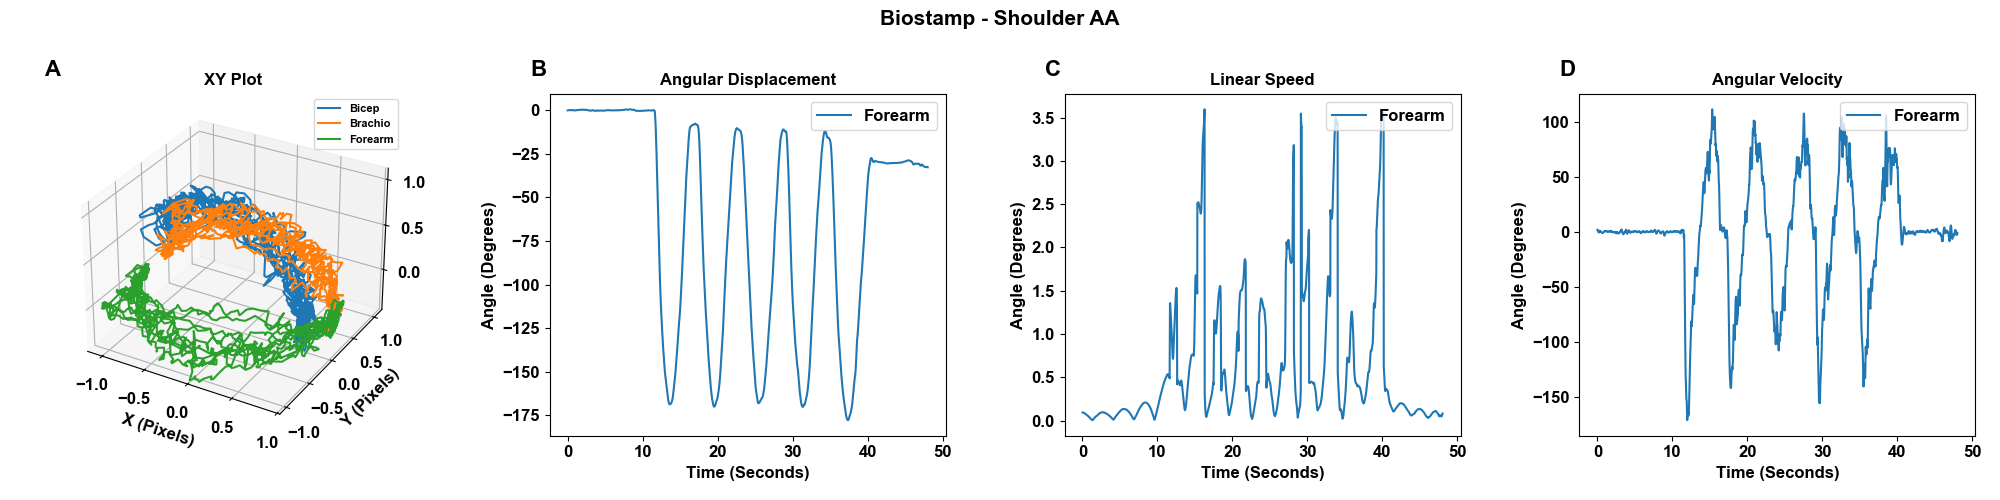 Biostamp - Shoulder AA
A
XY Plot
Bicep
Brachio
Forearm
1.0
0.5
0.0
−1.0
−0.5
0.0
0.5
1.0
X (Pixels)
−1.0
−0.5
0.0
0.5
1.0
Y (Pixels)
B
Angular Displacement
Forearm
0
−25
−50
−75
−100
−125
−150
−175
Angle (Degrees)
0 10 20 30 40 50
Time (Seconds)
C
Linear Speed
Forearm
3.5
3.0
2.5
2.0
1.5
1.0
0.5
0.0
Angle (Degrees)
0 10 20 30 40 50
Time (Seconds)
D
Angular Velocity
Forearm
100
50
0
−50
−100
−150
Angle (Degrees)
0 10 20 30 40 50
Time (Seconds)